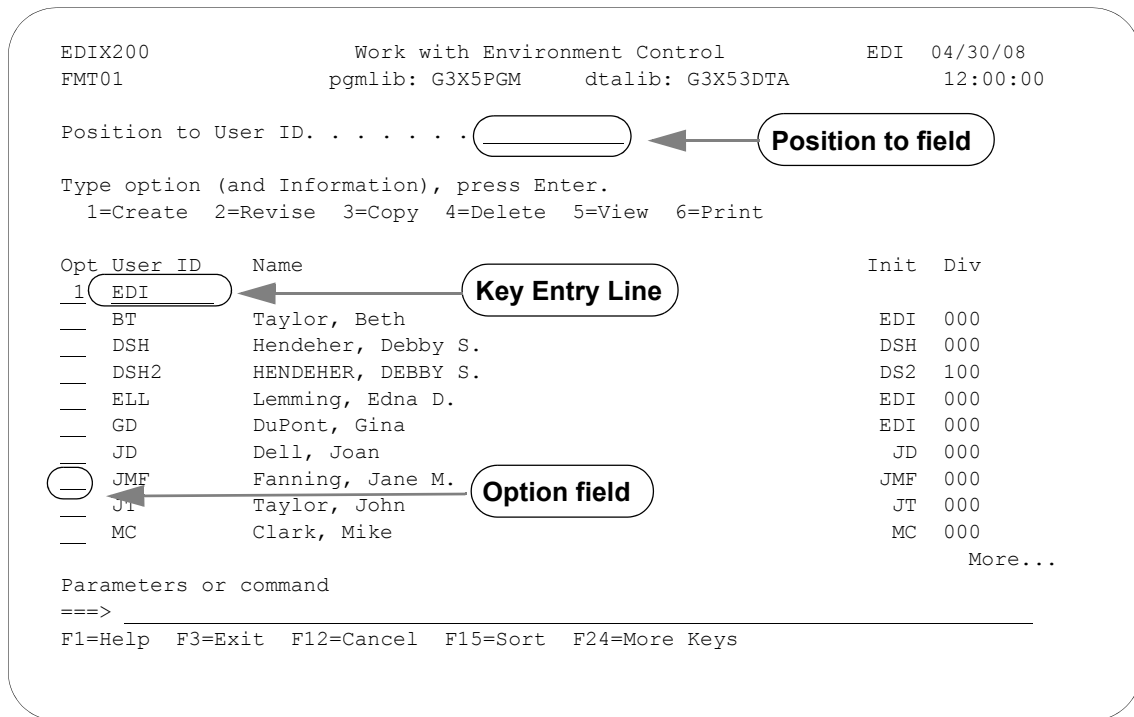 EDIX200 Work with Environment Control EDI 04/30/08
FMT01 pgmlib: G3X5PGM dtalib: G3X53DTA 12:00:00
Position to User ID. . . . . . . Position to field
Type option (and Information), press Enter.
1=Create 2=Revise 3=Copy 4=Delete 5=View 6=Print
Opt User ID Name Init Div
1 EDI Key Entry Line
BT Taylor, Beth EDI 000
DSH Hendeher, Debby S. DSH 000
DSH2 HENDEHER, DEBBY S. DS2 100
ELL Lemming, Edna D. EDI 000
GD DuPont, Gina EDI 000
JD Dell, Joan JD 000
JMF Fanning, Jane M. JMF 000
Option field
JT Taylor, John JT 000
MC Clark, Mike MC 000
More...
Parameters or command
===>
F1=Help F3=Exit F12=Cancel F15=Sort F24=More Keys